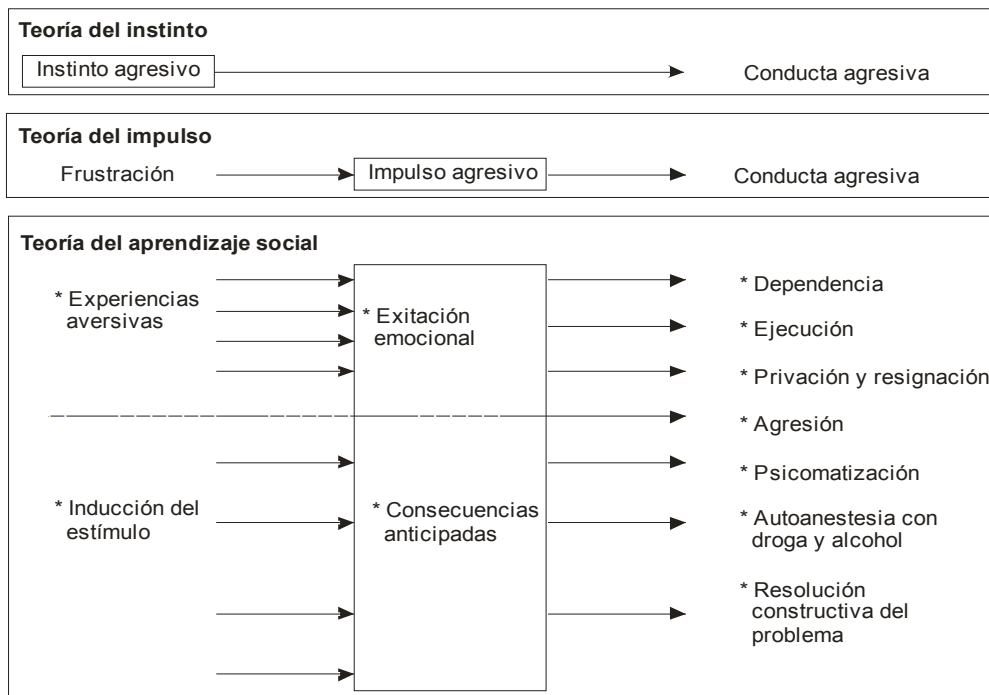 Teoría del instinto
Instinto agresivo
Conducta agresiva
Teoría del impulso
Frustración
Impulso agresivo
Conducta agresiva
Teoría del aprendizaje social
* Experiencias
aversivas
* Exitación
emocional
* Dependencia
* Ejecución
* Privación y resignación
* Agresión
* Psicomatización
* Inducción del
estímulo
* Consecuencias
anticipadas
* Autoanestesia con
droga y alcohol
* Resolución
constructiva del
problema